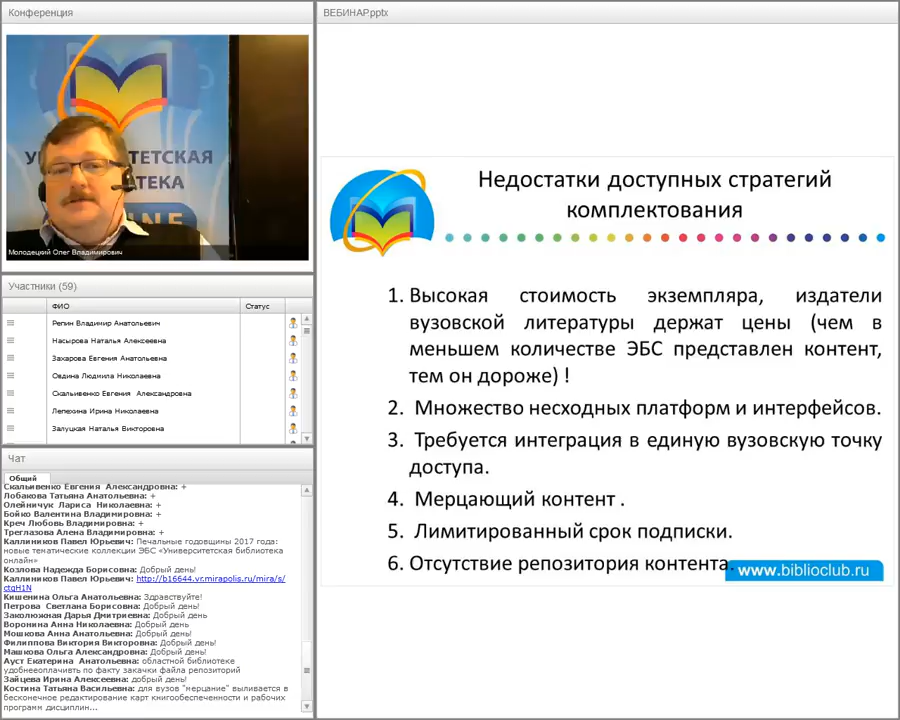 Конференция
УНИВЕРСИТЕТСКАЯ
Молодецкий Олег Владимирович
Участники (59)
ФИО
Статус
Репин Владимир Анатольевич
Насырова Наталья Алексеевна
Захарова Евгения Анатольевна
Овдина Людмила Николаевна
Скальивенко Евгения Александровна
Лепехина Ирина Николаевна
Залуцкая Наталья Викторовна
Чат
Общий
Скальивенко Евгения Александровна: +
Лобакова Татьяна Анатольевна: +
Олейничук Лариса Николаевна: +
Бойко Валентина Владимировна: +
Креч Любовь Владимировна: +
Треглазова Алена Владимировна: +
Каллиников Павел Юрьевич: Печальные годовщины 2017 года:
новые тематические коллекции ЭБС «Университетская библиотека
онлайн»
Козлова Надежда Борисовна: Добрый день!
Каллиников Павел Юрьевич: http://b16644.vr.mirapolis.ru/mira/s/
ctqH1N
Кишенина Ольга Анатольевна: Здравствуйте!
Петрова Светлана Борисовна: Добрый день!
Заколюжная Дарья Дмитриевна: Добрый день!
Воронина Анна Николаевна: Добрый день
Мошкова Анна Анатольевна: Добрый день!
Филиппова Виктория Викторовна: Добрый день!
Машкова Ольга Александровна: Добрый день!
Ауст Екатерина Анатольевна: областной библиотеке
удобнееоплачивть по факту закачки файла репозиторий
Зайцева Ирина Алексеевна: добрый день!
Костина Татьяна Васильевна: для вузов "мерцание" выливается в
бесконечное редактирование карт книгообеспеченности и рабочих
программ дисциплин...
ВЕБИНАР.pptx
Недостатки доступных стратегий
комплектования
1. Высокая стоимость экземпляра, издатели
вузовской литературы держат цены (чем в
меньшем количестве ЭБС представлен контент,
тем он дороже) !
2. Множество несходных платформ и интерфейсов.
3. Требуется интеграция в единую вузовскую точку
доступа.
4. Мерцающий контент .
5. Лимитированный срок подписки.
6. Отсутствие репозитория контента.
www.biblioclub.ru